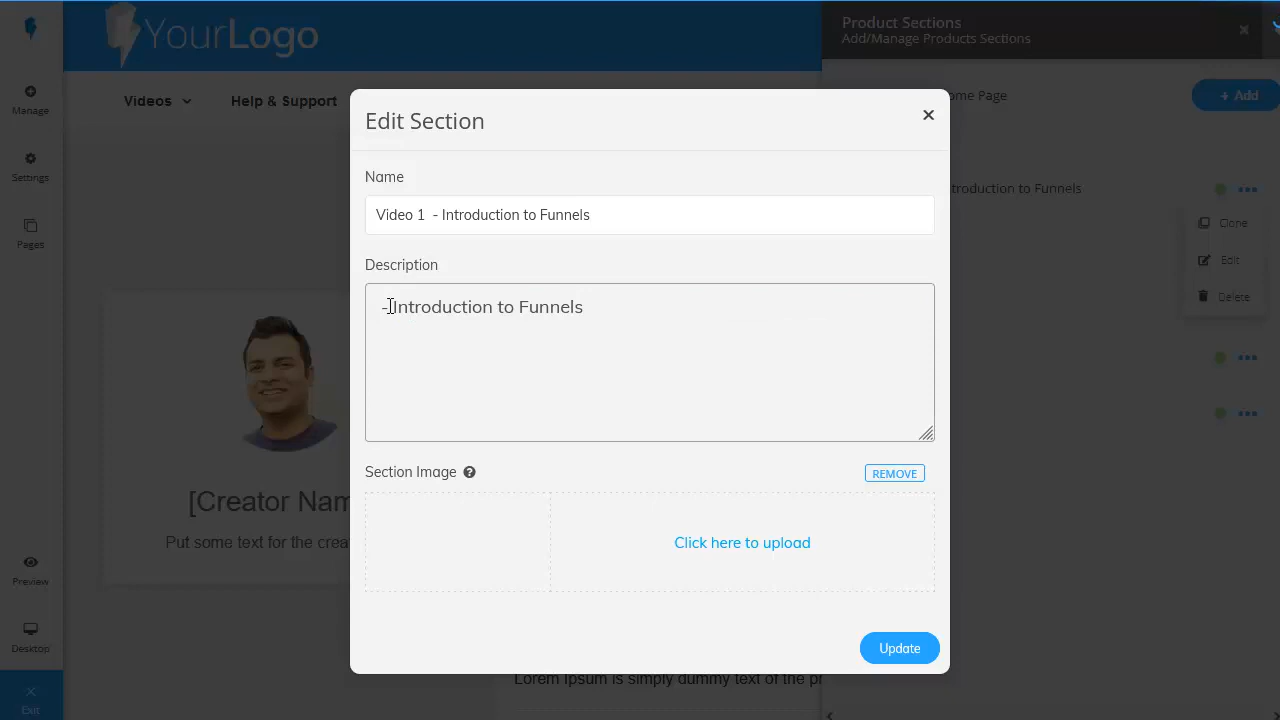 YourLogo
Product Sections
Add/Manage Products Sections
Manage
Videos
Help & Support
ome Page
+ Add
Edit Section
Settings
Name
Video 1 - Introduction to Funnels
troduction to Funnels
Pages
Clone
Description
Edit
- Introduction to Funnels
Delete
Section Image
REMOVE
[Creator Nam
Click here to upload
Put some text for the crea
Preview
Desktop
Update
Lorem Ipsum is simply dummy text of the pr
Exit